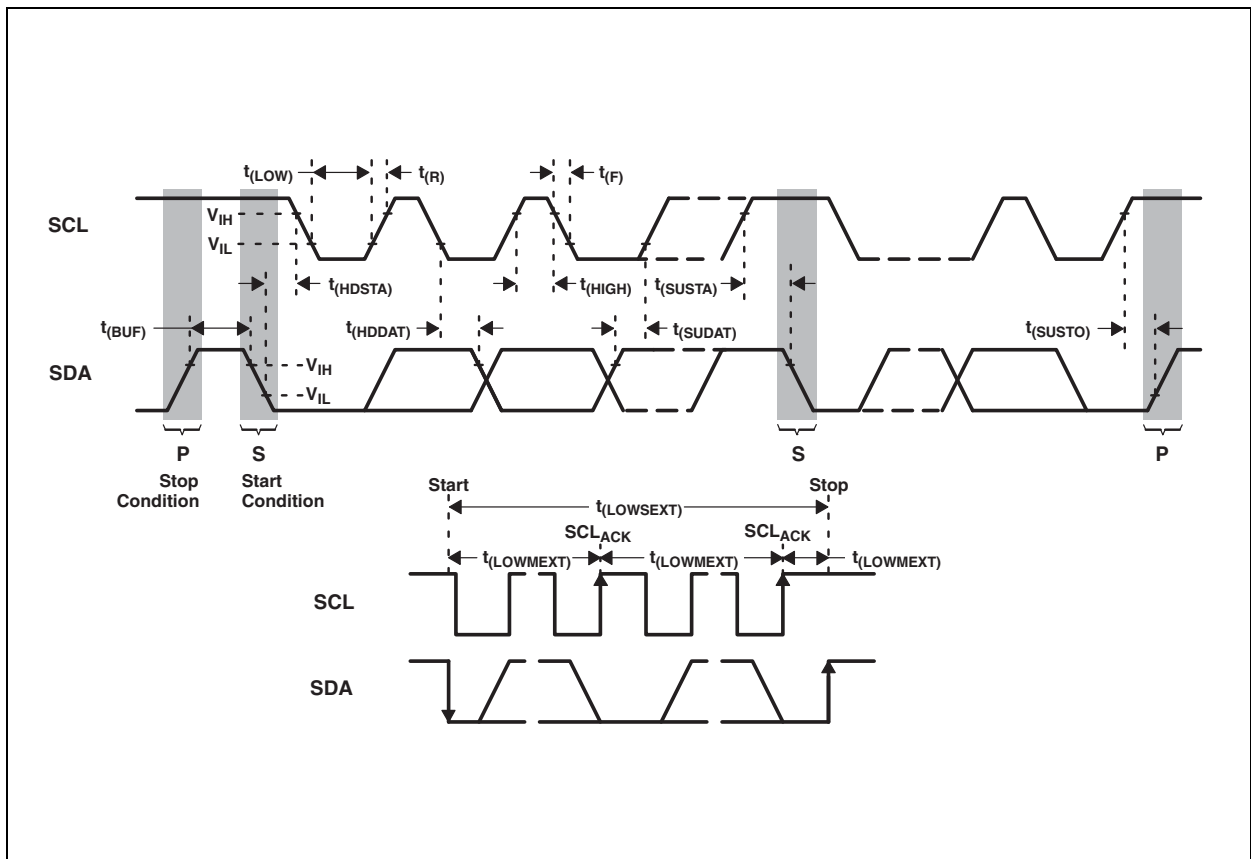 t(LOW) t(R) t(F)
SCL
VIH
VIL
t(HDSTA) t(HIGH) t(SUSTA)
t(BUF) t(HDDAT) t(SUDAT) t(SUSTO)
SDA
VIH
VIL
P S S P
Stop Condition
Start Condition
Start Stop
t(LOWSEXT)
SCLACK SCLACK
t(LOWMEXT) t(LOWMEXT) t(LOWMEXT)
SCL
SDA